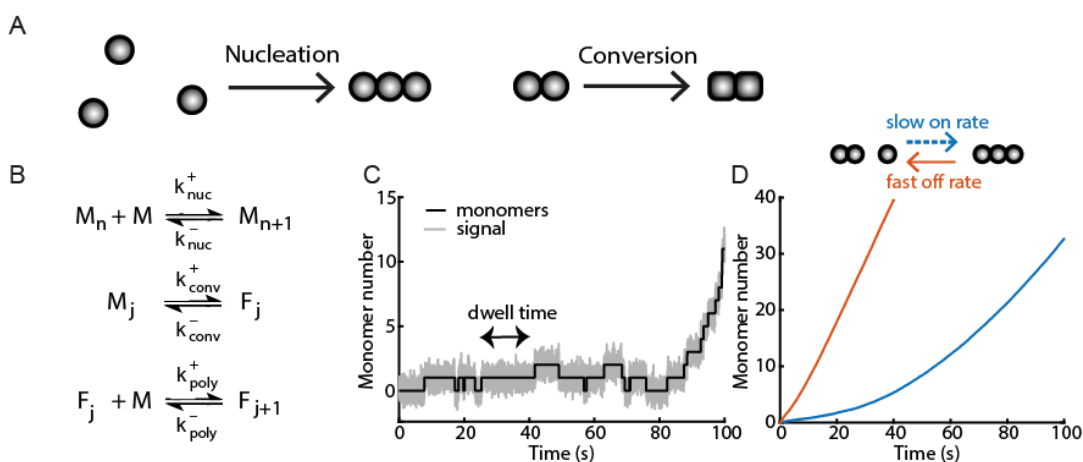 A
Nucleation
Conversion
slow on rate
fast off rate
B
k⁺nuc
Mₙ + M ⇌ Mₙ₊₁
k⁻nuc
k⁺conv
Mⱼ ⇌ Fⱼ
k⁻conv
k⁺poly
Fⱼ + M ⇌ Fⱼ₊₁
k⁻poly
C
15
10
5
0
Monomer number
monomers
signal
dwell time
0 20 40 60 80 100
Time (s)
D
40
30
20
10
0
Monomer number
0 20 40 60 80 100
Time (s)